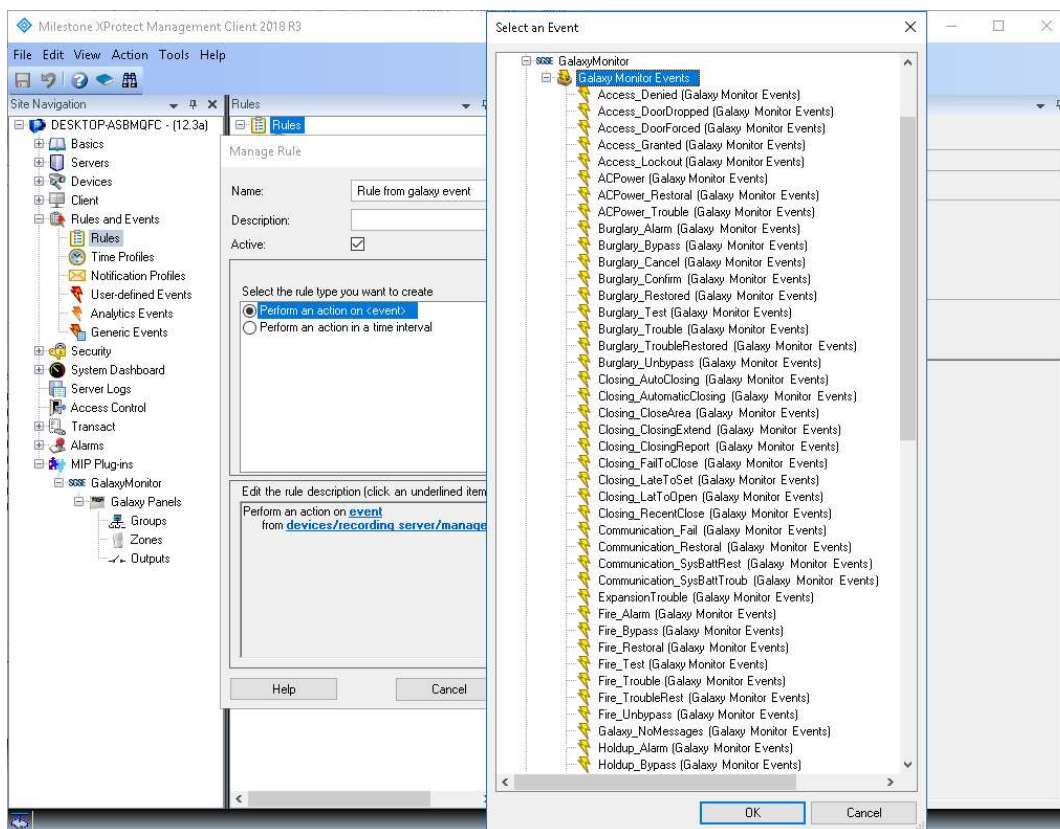 Milestone XProtect Management Client 2018 R3
File Edit View Action Tools Help
Site Navigation
DESKTOP-ASBMQFC - (12.3a)
Basics
Servers
Devices
Client
Rules and Events
Rules
Time Profiles
Notification Profiles
User-defined Events
Analytics Events
Generic Events
Security
System Dashboard
Server Logs
Access Control
Transact
Alarms
MIP Plug-ins
SGSE GalaxyMonitor
Galaxy Panels
Groups
Zones
Outputs
Rules
Rules
Manage Rule
Name: Rule from galaxy event
Description:
Active:
Select the rule type you want to create
Perform an action on <event>
Perform an action in a time interval
Edit the rule description (click an underlined item
Perform an action on event
from devices/recording server/manage
Help Cancel
Select an Event
SGSE GalaxyMonitor
Galaxy Monitor Events
Access_Denied (Galaxy Monitor Events)
Access_DoorDropped (Galaxy Monitor Events)
Access_DoorForced (Galaxy Monitor Events)
Access_Granted (Galaxy Monitor Events)
Access_Lockout (Galaxy Monitor Events)
ACPower (Galaxy Monitor Events)
ACPower_Restoral (Galaxy Monitor Events)
ACPower_Trouble (Galaxy Monitor Events)
Burglary_Alarm (Galaxy Monitor Events)
Burglary_Bypass (Galaxy Monitor Events)
Burglary_Cancel (Galaxy Monitor Events)
Burglary_Confirm (Galaxy Monitor Events)
Burglary_Restored (Galaxy Monitor Events)
Burglary_Test (Galaxy Monitor Events)
Burglary_Trouble (Galaxy Monitor Events)
Burglary_TroubleRestored (Galaxy Monitor Events)
Burglary_Unbypass (Galaxy Monitor Events)
Closing_AutoClosing (Galaxy Monitor Events)
Closing_AutomaticClosing (Galaxy Monitor Events)
Closing_CloseArea (Galaxy Monitor Events)
Closing_ClosingExtend (Galaxy Monitor Events)
Closing_ClosingReport (Galaxy Monitor Events)
Closing_FailToClose (Galaxy Monitor Events)
Closing_LateToSet (Galaxy Monitor Events)
Closing_LatToOpen (Galaxy Monitor Events)
Closing_RecentClose (Galaxy Monitor Events)
Communication_Fail (Galaxy Monitor Events)
Communication_Restoral (Galaxy Monitor Events)
Communication_SysBattRest (Galaxy Monitor Events)
Communication_SysBattTroub (Galaxy Monitor Events)
ExpansionTrouble (Galaxy Monitor Events)
Fire_Alarm (Galaxy Monitor Events)
Fire_Bypass (Galaxy Monitor Events)
Fire_Restoral (Galaxy Monitor Events)
Fire_Test (Galaxy Monitor Events)
Fire_Trouble (Galaxy Monitor Events)
Fire_TroubleRest (Galaxy Monitor Events)
Fire_Unbypass (Galaxy Monitor Events)
Galaxy_NoMessages (Galaxy Monitor Events)
Holdup_Alarm (Galaxy Monitor Events)
Holdup_Bypass (Galaxy Monitor Events)
OK Cancel